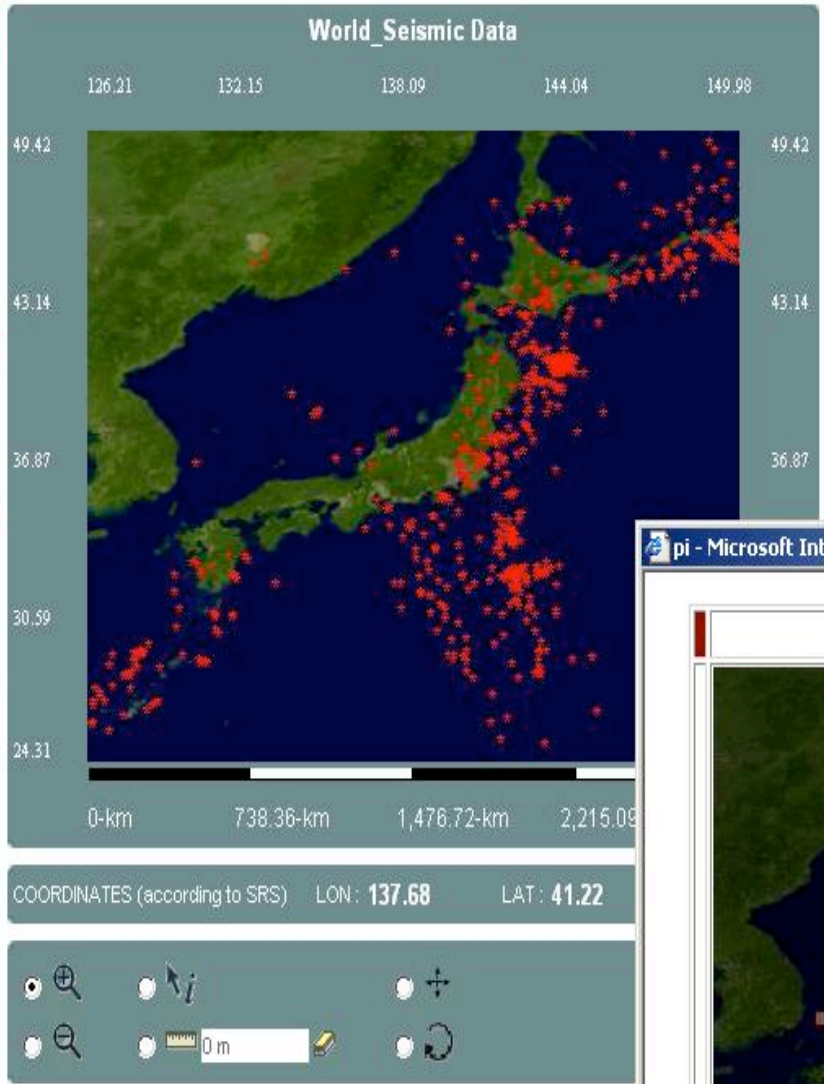 World_Seismic Data
126.21 132.15 138.09 144.04 149.98
49.42 49.42
43.14 43.14
36.87 36.87
pi - Microsoft Int
30.59
24.31
0-km 738.36-km 1,476.72-km 2,215.09
COORDINATES (according to SRS) LON : 137.68 LAT : 41.22
i
0 m